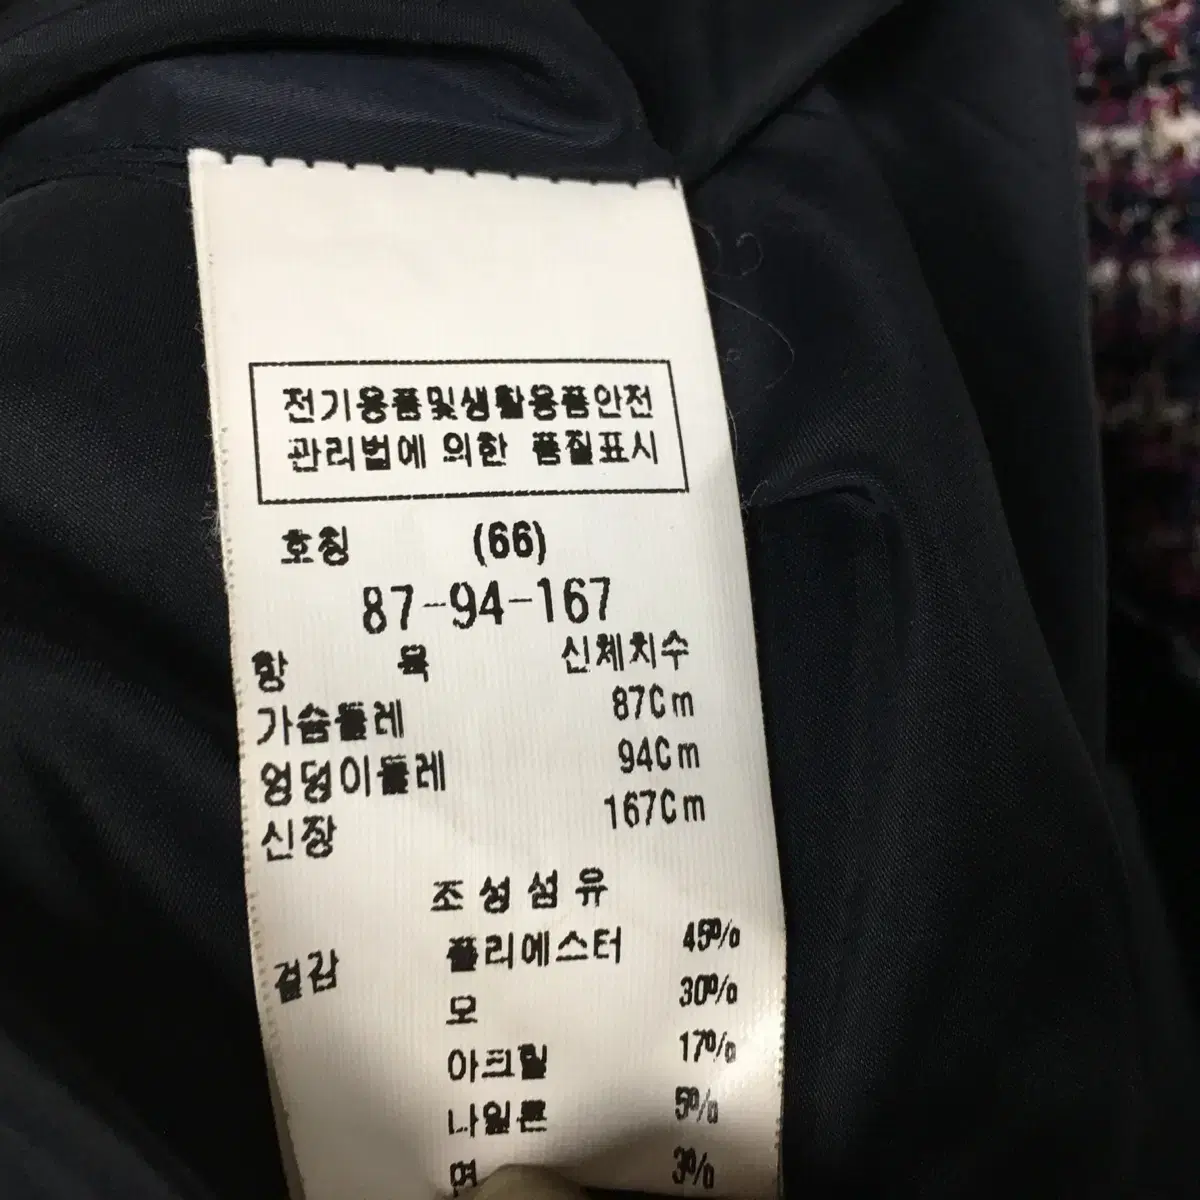 전기용품및생활용품안전
관리법에 의한 품질표시
호칭 (66)
87-94-167
항 목 신체치수
가슴둘레 87Cm
엉덩이둘레 94Cm
신장 167Cm
조성섬유
겉감 폴리에스터 45%
모 30%
아크릴 17%
나일론 5%
면 3%